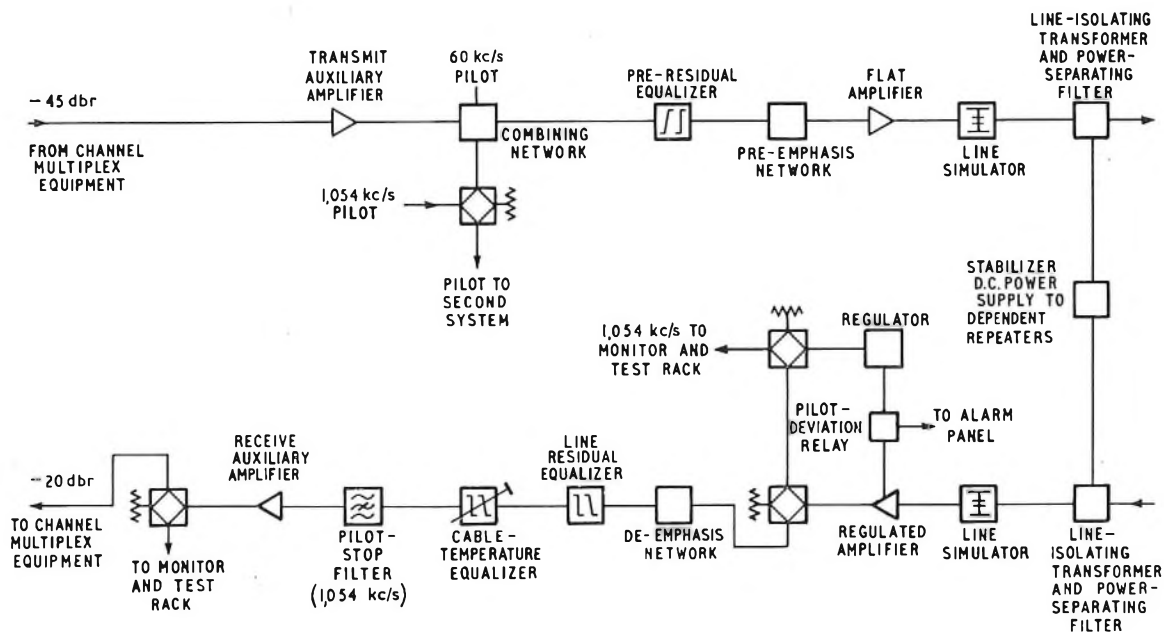 LINE-ISOLATING
TRANSFORMER
AND POWER-
SEPARATING
FILTER
TRANSMIT
AUXILIARY
AMPLIFIER
60 kc/s
PILOT
PRE-RESIDUAL
EQUALIZER
FLAT
AMPLIFIER
- 45 dbr
FROM CHANNEL
MULTIPLEX
EQUIPMENT
COMBINING
NETWORK
PRE-EMPHASIS
NETWORK
LINE
SIMULATOR
1,054 kc/s
PILOT
PILOT TO
SECOND
SYSTEM
STABILIZER
D.C. POWER
SUPPLY TO
DEPENDENT
REPEATERS
1,054 kc/s TO
MONITOR AND
TEST RACK
REGULATOR
PILOT-
DEVIATION
RELAY
TO ALARM
PANEL
RECEIVE
AUXILIARY
AMPLIFIER
LINE
RESIDUAL
EQUALIZER
- 20 dbr
TO CHANNEL
MULTIPLEX
EQUIPMENT
TO MONITOR
AND TEST
RACK
PILOT-
STOP
FILTER
(1,054 kc/s)
CABLE-
TEMPERATURE
EQUALIZER
DE-EMPHASIS
NETWORK
REGULATED
AMPLIFIER
LINE
SIMULATOR
LINE-
ISOLATING
TRANSFORMER
AND POWER-
SEPARATING
FILTER